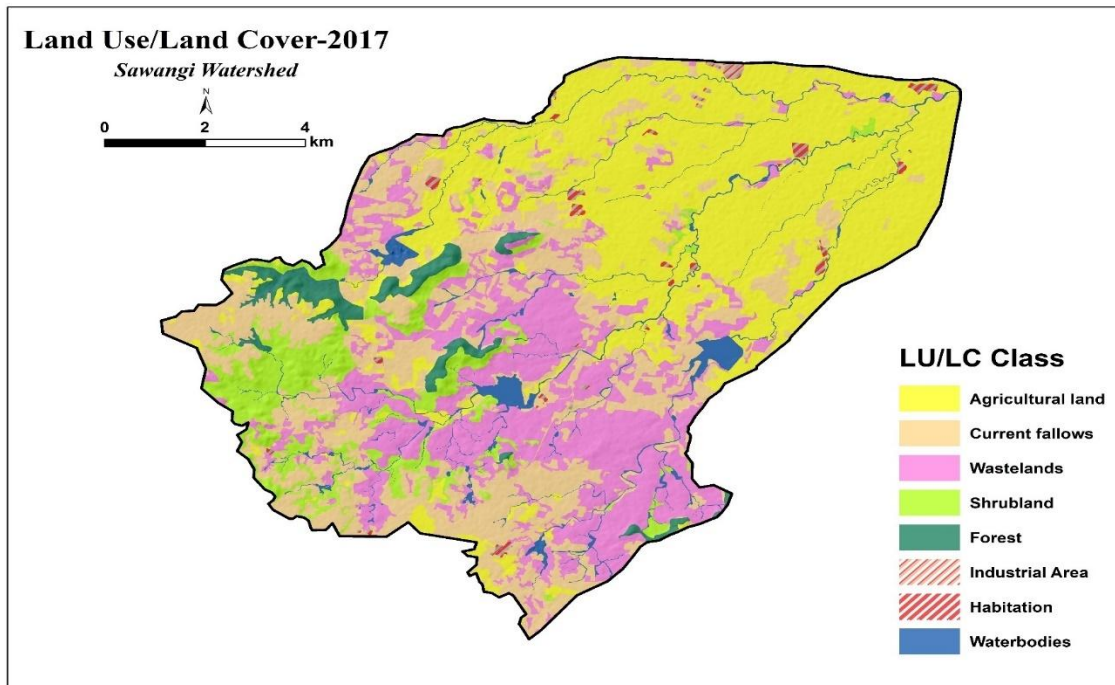 Land Use/Land Cover-2017
Sawangi Watershed
N
0 2 4
km
LU/LC Class
Agricultural land
Current fallows
Wastelands
Shrubland
Forest
Industrial Area
Habitation
Waterbodies